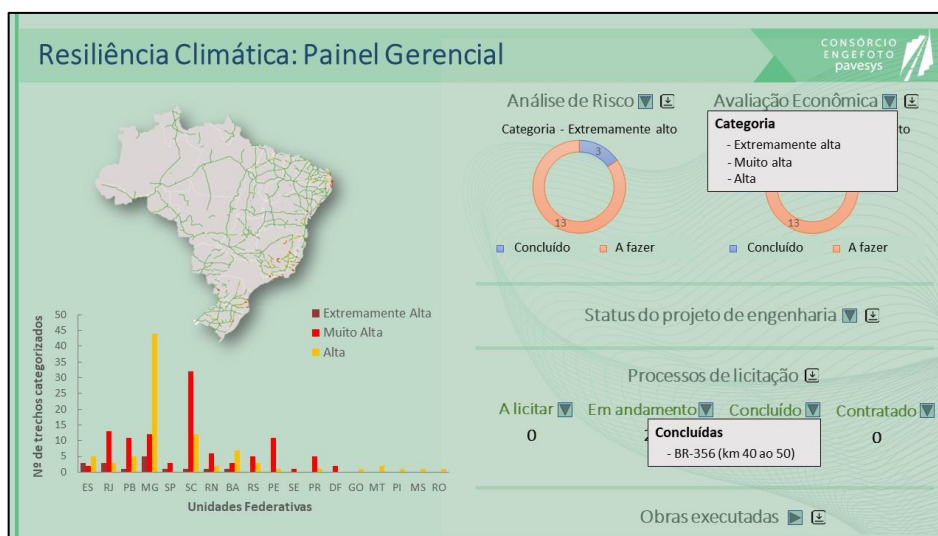 Resiliência Climática: Painel Gerencial
CONSÓRCIO
ENGEFOTO
pavesys
Análise de Risco
Categoria - Extremamente alto
3
13
Concluído A fazer
Avaliação Econômica
to
Categoria
- Extremamente alta
- Muito alta
- Alta
13
Concluído A fazer
Nº de trechos categorizados
50
45
40
35
30
25
20
15
10
5
0
Extremamente Alta
Muito Alta
Alta
ES RJ PB MG SP SC RN BA RS PE SE PR DF GO MT PI MS RO
Unidades Federativas
Status do projeto de engenharia
Processos de licitação
A licitar Em andamento Concluído Contratado
0 2 0
Concluídas
- BR-356 (km 40 ao 50)
Obras executadas